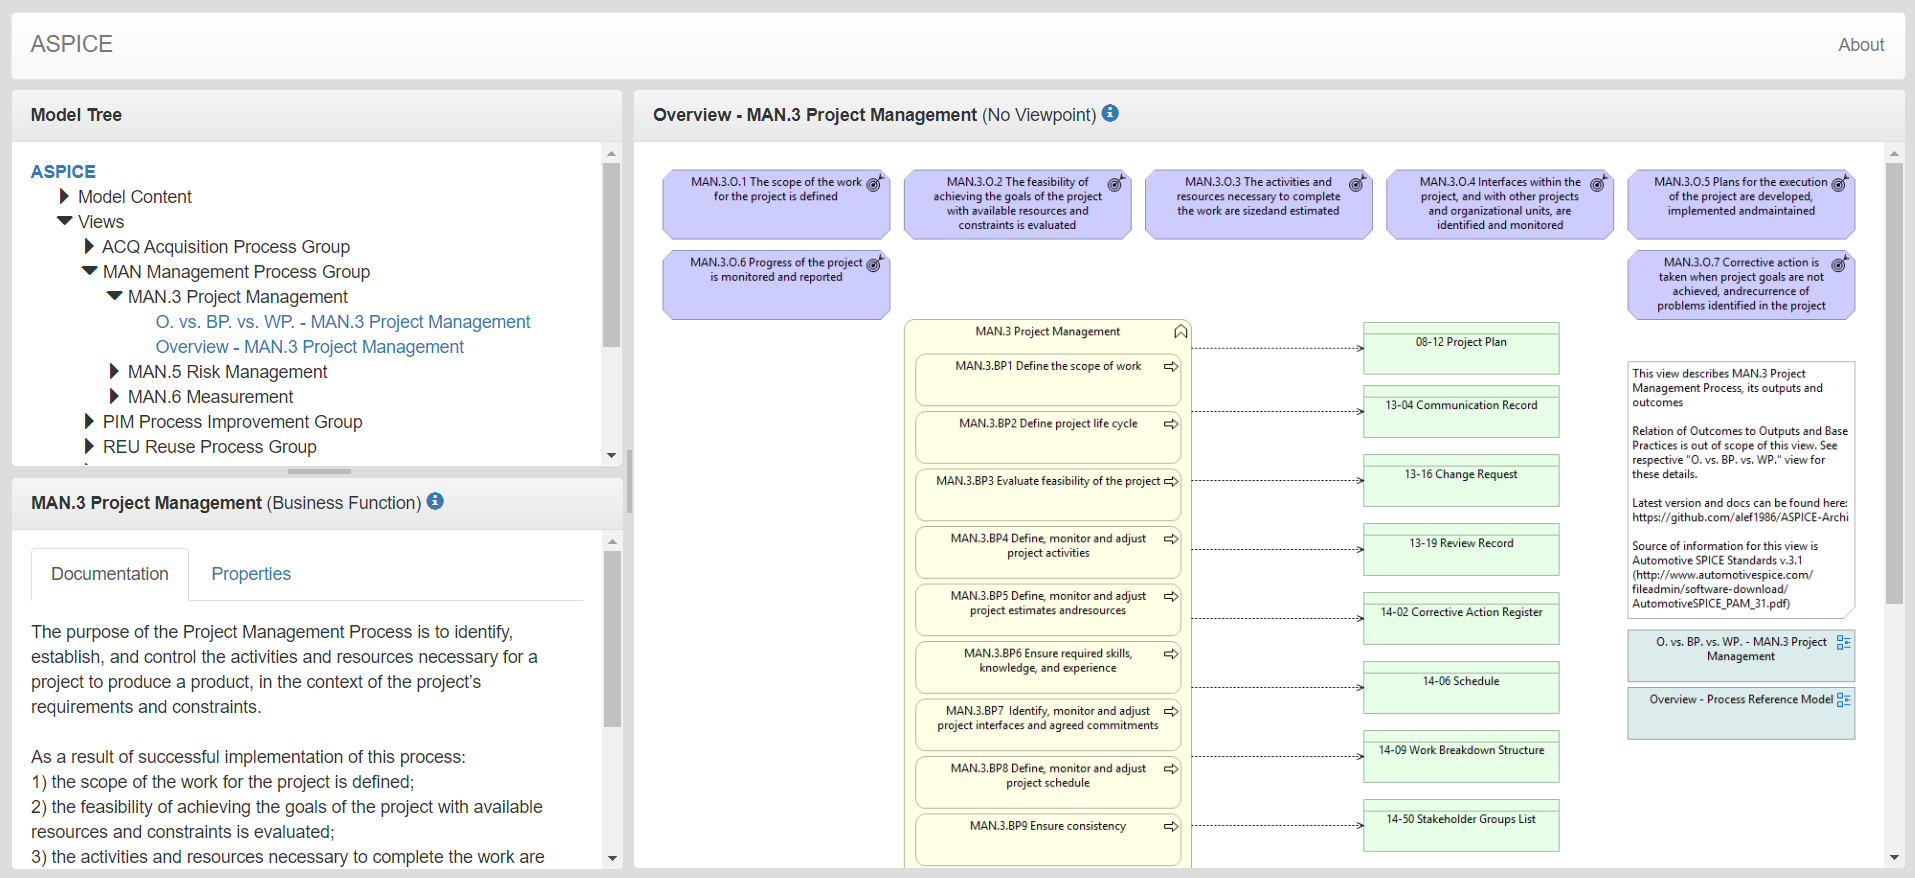 ASPICE
About
Model Tree
ASPICE
Model Content
Views
ACQ Acquisition Process Group
MAN Management Process Group
MAN.3 Project Management
O. vs. BP. vs. WP. - MAN.3 Project Management
Overview - MAN.3 Project Management
MAN.5 Risk Management
MAN.6 Measurement
PIM Process Improvement Group
REU Reuse Process Group
MAN.3 Project Management (Business Function)
Documentation
Properties
The purpose of the Project Management Process is to identify,
establish, and control the activities and resources necessary for a
project to produce a product, in the context of the project’s
requirements and constraints.
As a result of successful implementation of this process:
1) the scope of the work for the project is defined;
2) the feasibility of achieving the goals of the project with available
resources and constraints is evaluated;
3) the activities and resources necessary to complete the work are
Overview - MAN.3 Project Management (No Viewpoint)
MAN.3.O.1 The scope of the work
for the project is defined
MAN.3.O.2 The feasibility of
achieving the goals of the project
with available resources and
constraints is evaluated
MAN.3.O.3 The activities and
resources necessary to complete
the work are sizedand estimated
MAN.3.O.4 Interfaces within the
project, and with other projects
and organizational units, are
identified and monitored
MAN.3.O.5 Plans for the execution
of the project are developed,
implemented andmaintained
MAN.3.O.6 Progress of the project
is monitored and reported
MAN.3.O.7 Corrective action is
taken when project goals are not
achieved, andrecurrence of
problems identified in the project
MAN.3 Project Management
MAN.3.BP1 Define the scope of work
MAN.3.BP2 Define project life cycle
MAN.3.BP3 Evaluate feasibility of the project
MAN.3.BP4 Define, monitor and adjust
project activities
MAN.3.BP5 Define, monitor and adjust
project estimates andresources
MAN.3.BP6 Ensure required skills,
knowledge, and experience
MAN.3.BP7 Identify, monitor and adjust
project interfaces and agreed commitments
MAN.3.BP8 Define, monitor and adjust
project schedule
MAN.3.BP9 Ensure consistency
08-12 Project Plan
13-04 Communication Record
13-16 Change Request
13-19 Review Record
14-02 Corrective Action Register
14-06 Schedule
14-09 Work Breakdown Structure
14-50 Stakeholder Groups List
This view describes MAN.3 Project
Management Process, its outputs and
outcomes
Relation of Outcomes to Outputs and Base
Practices is out of scope of this view. See
respective "O. vs. BP. vs. WP." view for
these details.
Latest version and docs can be found here:
https://github.com/alef1986/ASPICE-Archi
Source of information for this view is
Automotive SPICE Standards v.3.1
(http://www.automotivespice.com/
fileadmin/software-download/
AutomotiveSPICE_PAM_31.pdf)
O. vs. BP. vs. WP. - MAN.3 Project
Management
Overview - Process Reference Model